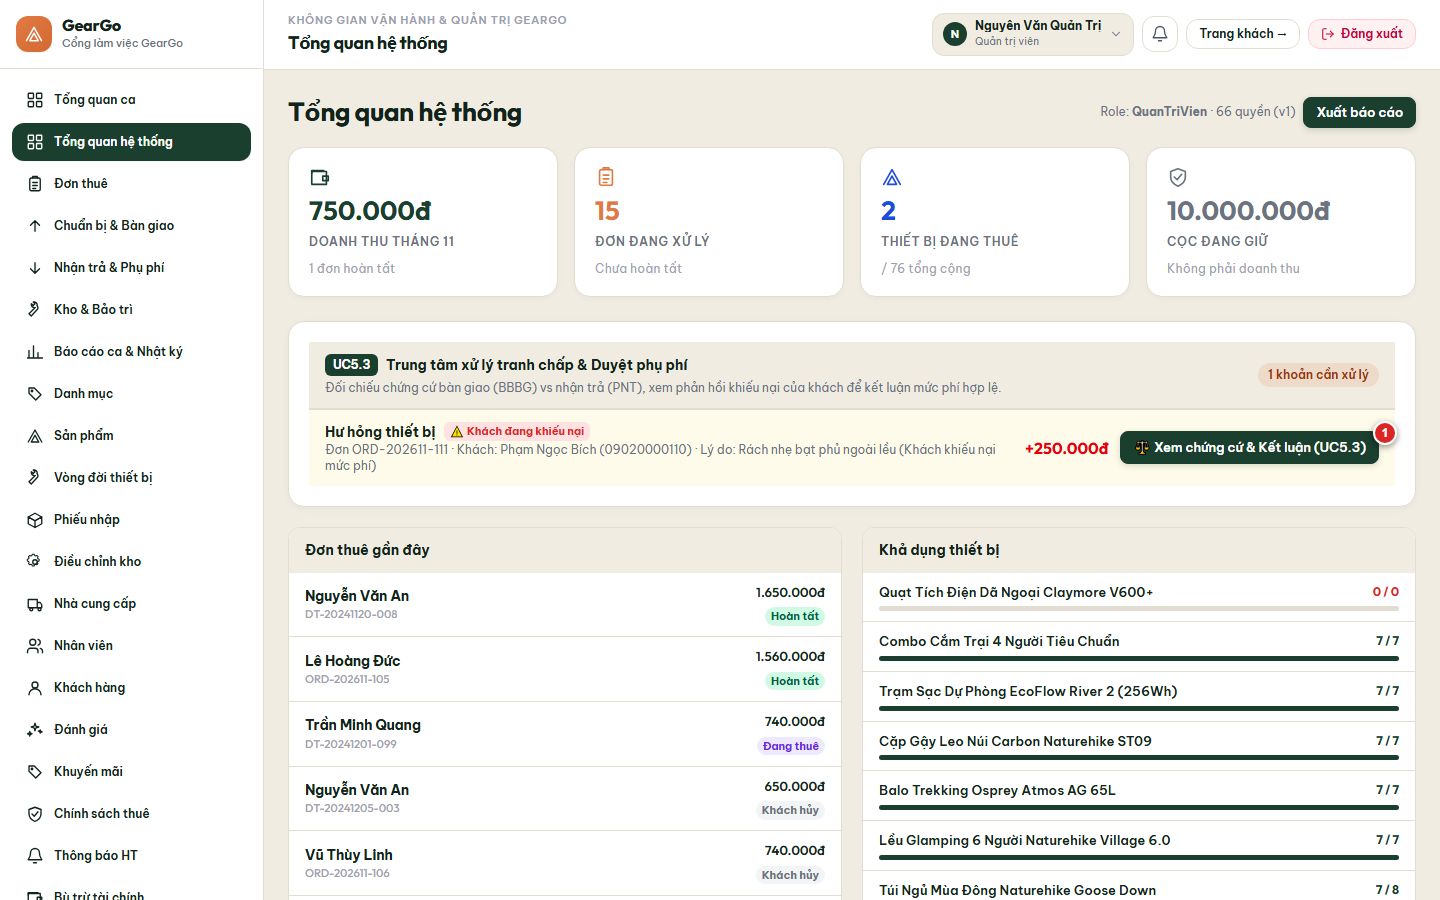 GearGo
Cổng làm việc GearGo
Tổng quan ca
Tổng quan hệ thống
Đơn thuê
Chuẩn bị & Bàn giao
Nhận trả & Phụ phí
Kho & Bảo trì
Báo cáo ca & Nhật ký
Danh mục
Sản phẩm
Vòng đời thiết bị
Phiếu nhập
Điều chỉnh kho
Nhà cung cấp
Nhân viên
Khách hàng
Đánh giá
Khuyến mãi
Chính sách thuê
Thông báo HT
Bù trừ tài chính
KHÔNG GIAN VẬN HÀNH & QUẢN TRỊ GEARGO
Tổng quan hệ thống
N
Nguyễn Văn Quản Trị
Quản trị viên
Trang khách →
Đăng xuất
Tổng quan hệ thống
Role: QuanTriVien · 66 quyền (v1)
Xuất báo cáo
750.000đ
DOANH THU THÁNG 11
1 đơn hoàn tất
15
ĐƠN ĐANG XỬ LÝ
Chưa hoàn tất
2
THIẾT BỊ ĐANG THUÊ
/ 76 tổng cộng
10.000.000đ
CỌC ĐANG GIỮ
Không phải doanh thu
UC5.3 Trung tâm xử lý tranh chấp & Duyệt phụ phí
Đối chiếu chứng cứ bàn giao (BBBG) vs nhận trả (PNT), xem phản hồi khiếu nại của khách để kết luận mức phí hợp lệ.
1 khoản cần xử lý
Hư hỏng thiết bị ⚠️ Khách đang khiếu nại
Đơn ORD-202611-111 · Khách: Phạm Ngọc Bích (09020000110) · Lý do: Rách nhẹ bạt phủ ngoài lều (Khách khiếu nại
mức phí)
+250.000đ
⚖️ Xem chứng cứ & Kết luận (UC5.3)
1
Đơn thuê gần đây
Nguyễn Văn An
1.650.000đ
DT-20241120-008
Hoàn tất
Lê Hoàng Đức
1.560.000đ
ORD-202611-105
Hoàn tất
Trần Minh Quang
740.000đ
DT-20241201-099
Đang thuê
Nguyễn Văn An
650.000đ
DT-20241205-003
Khách hủy
Vũ Thùy Linh
740.000đ
ORD-202611-106
Khách hủy
Khả dụng thiết bị
Quạt Tích Điện Dã Ngoại Claymore V600+
0 / 0
Combo Cắm Trại 4 Người Tiêu Chuẩn
7 / 7
Trạm Sạc Dự Phòng EcoFlow River 2 (256Wh)
7 / 7
Cặp Gậy Leo Núi Carbon Naturehike ST09
7 / 7
Balo Trekking Osprey Atmos AG 65L
7 / 7
Lều Glamping 6 Người Naturehike Village 6.0
7 / 7
Túi Ngủ Mùa Đông Naturehike Goose Down
7 / 8